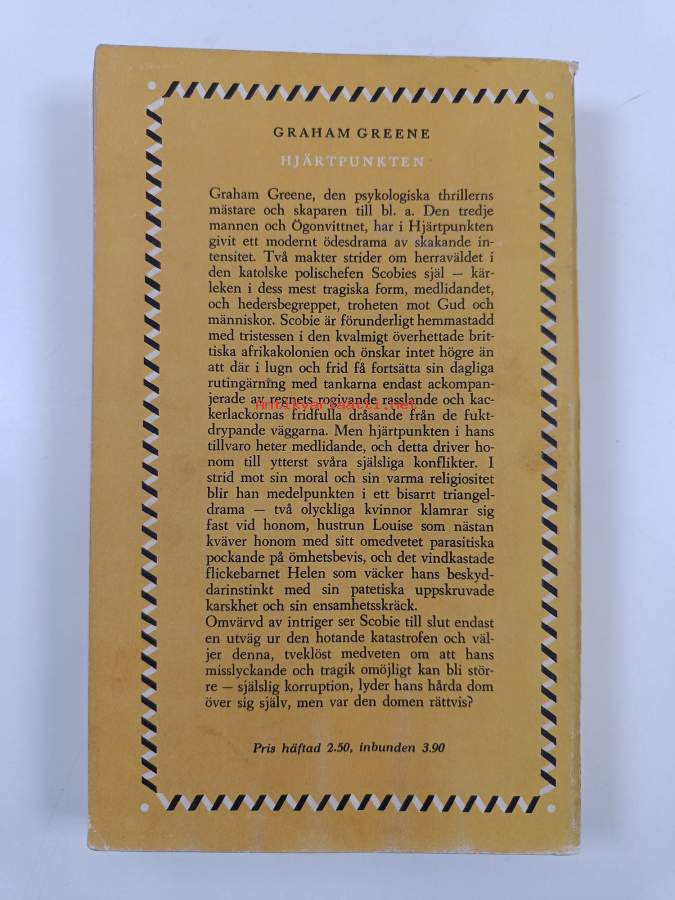 GRAHAM GREENE
HJÄRTPUNKTEN
Graham Greene, den psykologiska thrillerns
mästare och skaparen till bl. a. Den tredje
mannen och Ögonvittnet, har i Hjärtpunkten
givit ett modernt ödesdrama av skakande in-
tensitet. Två makter strider om herraväldet i
den katolske polischefen Scobies själ — kär-
leken i dess mest tragiska form, medlidandet,
och hedersbegreppet, troheten mot Gud och
människor. Scobie är förunderligt hemmastadd
med tristessen i den kvalmigt överhettade brit-
tiska afrikakolonien och önskar intet högre än
att där i lugn och frid få fortsätta sin dagliga
rutingärning med tankarna endast ackompan-
jerade av regnets rogivande rasslande och kac-
Antikvariaatti.net
kerlackornas fridfulla dråsande från de fukt-
drypande väggarna. Men hjärtpunkten i hans
tillvaro heter medlidande, och detta driver ho-
nom till ytterst svåra själsliga konflikter. I
strid mot sin moral och sin varma religiositet
blir han medelpunkten i ett bisarrt triangel-
drama — två olyckliga kvinnor klamrar sig
fast vid honom, hustrun Louise som nästan
kväver honom med sitt omedvetet parasitiska
pockande på ömhetsbevis, och det vindkastade
flickebarnet Helen som väcker hans beskyd-
darinstinkt med sin patetiska uppskruvade
karskhet och sin ensamhetsskräck.
Omvärvd av intriger ser Scobie till slut endast
en utväg ur den hotande katastrofen och väl-
jer denna, tveklöst medveten om att hans
misslyckande och tragik omöjligt kan bli stör-
re — själslig korruption, lyder hans hårda dom
över sig själv, men var den domen rättvis?
Pris häftad 2.50, inbunden 3.90